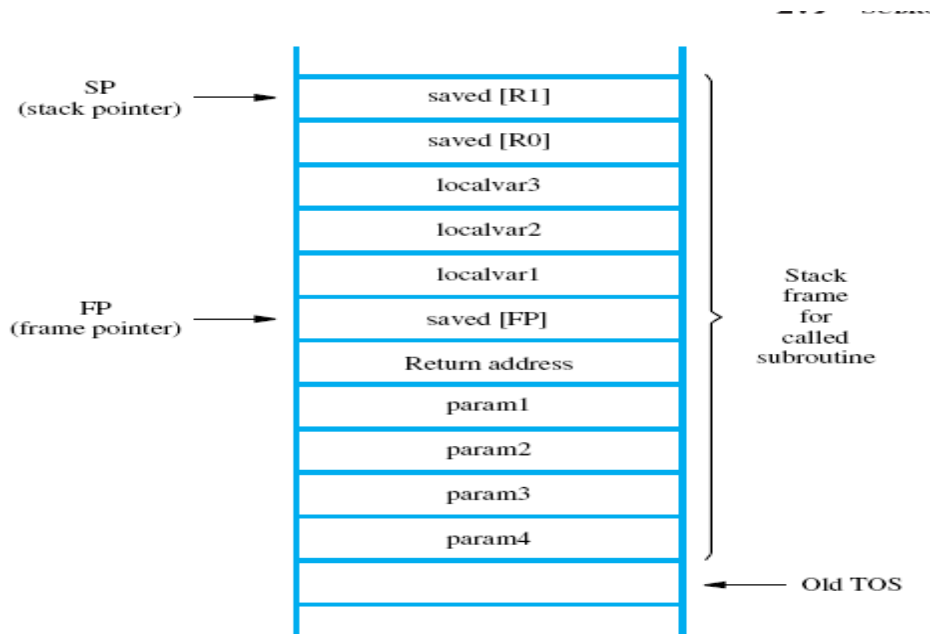 SP
(stack pointer)
saved [R1]
saved [R0]
localvar3
localvar2
localvar1
FP
(frame pointer)
saved [FP]
Return address
param1
param2
param3
param4
Stack
frame
for
called
subroutine
Old TOS